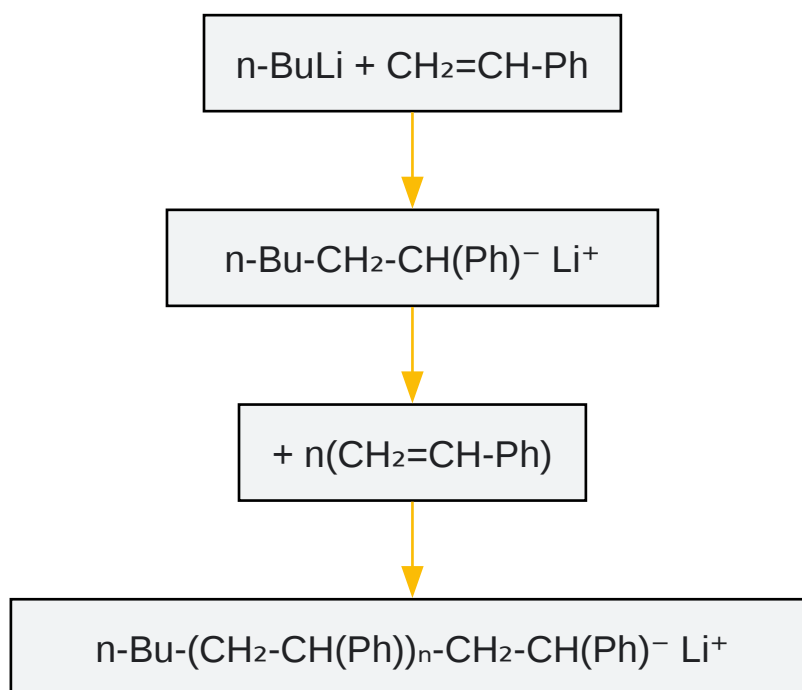 n-BuLi + CH₂=CH-Ph
n-Bu-CH₂-CH(Ph)⁻ Li⁺
+ n(CH₂=CH-Ph)
n-Bu-(CH₂-CH(Ph))ₙ-CH₂-CH(Ph)⁻ Li⁺